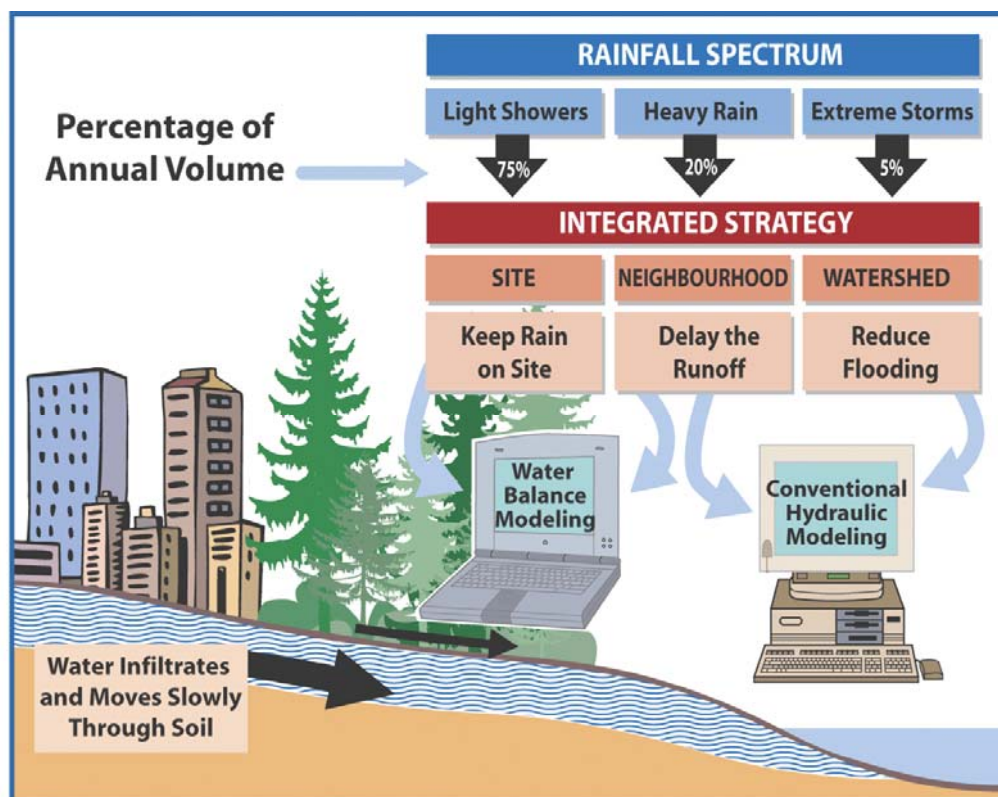 RAINFALL SPECTRUM
Percentage of
Annual Volume
Light Showers
Heavy Rain
Extreme Storms
75%
20%
5%
INTEGRATED STRATEGY
SITE
NEIGHBOURHOOD
WATERSHED
Keep Rain
on Site
Delay the
Runoff
Reduce
Flooding
Water
Balance
Modeling
Conventional
Hydraulic
Modeling
Water Infiltrates
and Moves Slowly
Through Soil